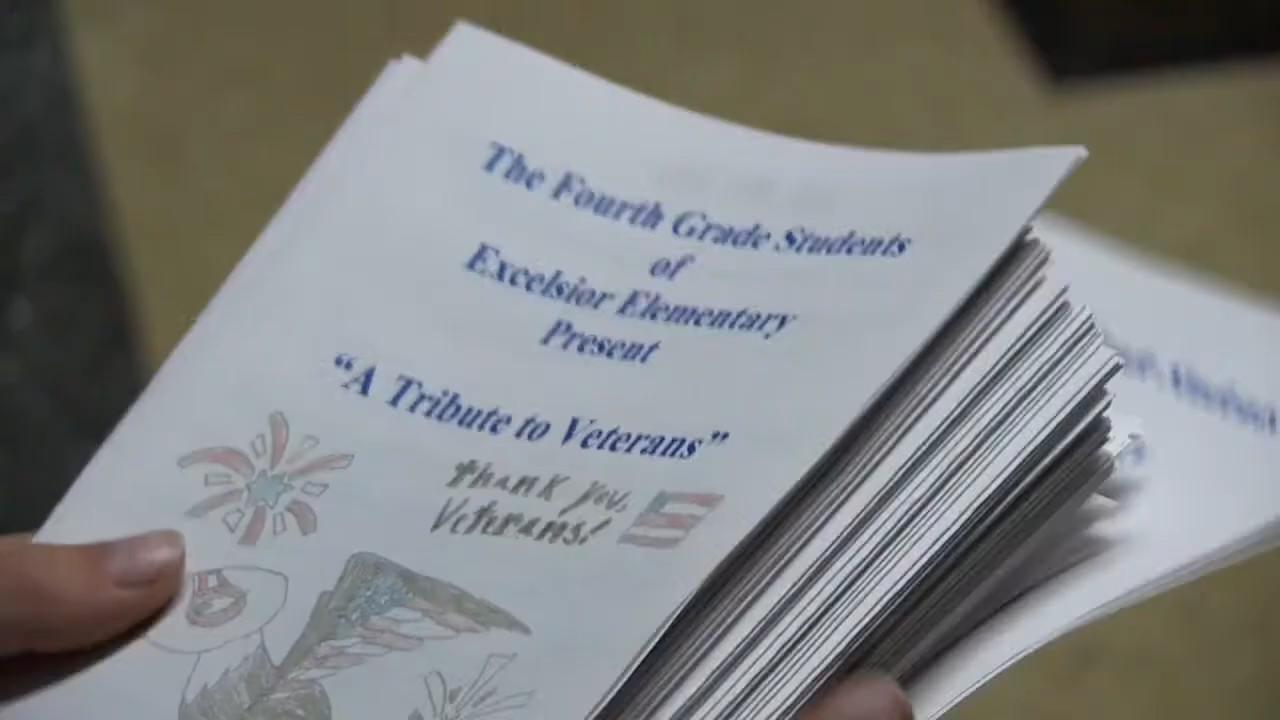 The Fourth Grade Students
of
Excelsior Elementary
Present
“A Tribute to Veterans”
Thank you,
Veterans!